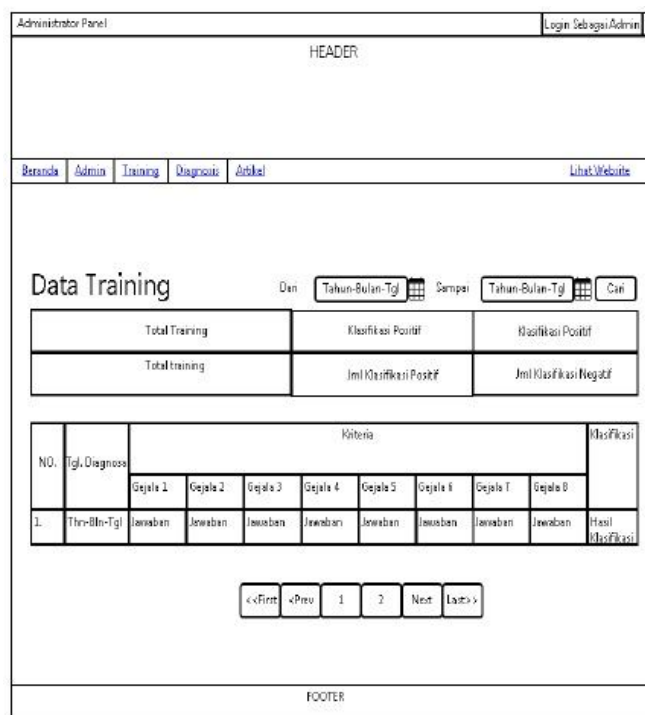 Administrator Panel Login Sebagai Admin
HEADER
Beranda Admin Training Diagnosis Artikel Lihat Website
Data Training Dari Tahun-Bulan-Tgl Sampai Tahun-Bulan-Tgl Cari
Total Training Klasifikasi Positif Klasifikasi Positif
Total training Jml Klasifikasi Positif Jml Klasifikasi Negatif
NO. Tgl. Diagnosa Kriteria Klasifikasi
Gejala 1 Gejala 2 Gejala 3 Gejala 4 Gejala 5 Gejala 6 Gejala 7 Gejala 8
1. Thn-Bln-Tgl Jawaban Jawaban Jawaban Jawaban Jawaban Jawaban Jawaban Jawaban Hasil
Klasifikasi
<<First <Prev 1 2 Next Last>>
FOOTER